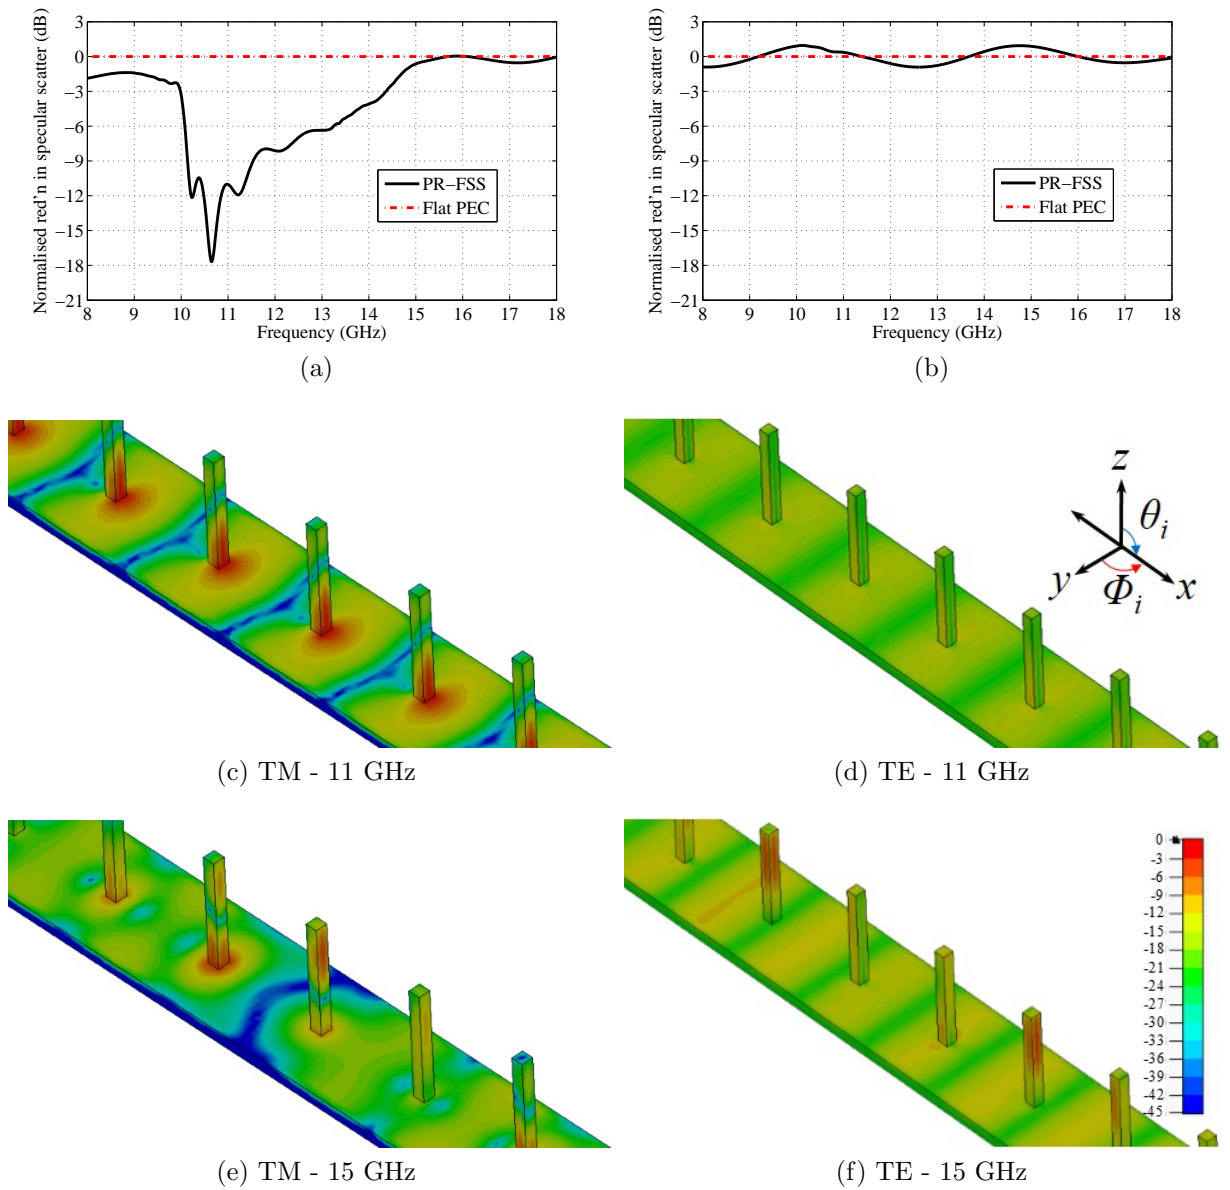 Normalised red'n in specular scatter (dB)
3
0
−3
−6
−9
−12
−15
−18
−21
PR−FSS
Flat PEC
8 9 10 11 12 13 14 15 16 17 18
Frequency (GHz)
(a)
Normalised red'n in specular scatter (dB)
3
0
−3
−6
−9
−12
−15
−18
−21
PR−FSS
Flat PEC
8 9 10 11 12 13 14 15 16 17 18
Frequency (GHz)
(b)
z
θi
y
Φi
x
(c) TM - 11 GHz
(d) TE - 11 GHz
0
-3
-6
-9
-12
-15
-18
-21
-24
-27
-30
-33
-36
-39
-42
-45
(e) TM - 15 GHz
(f) TE - 15 GHz